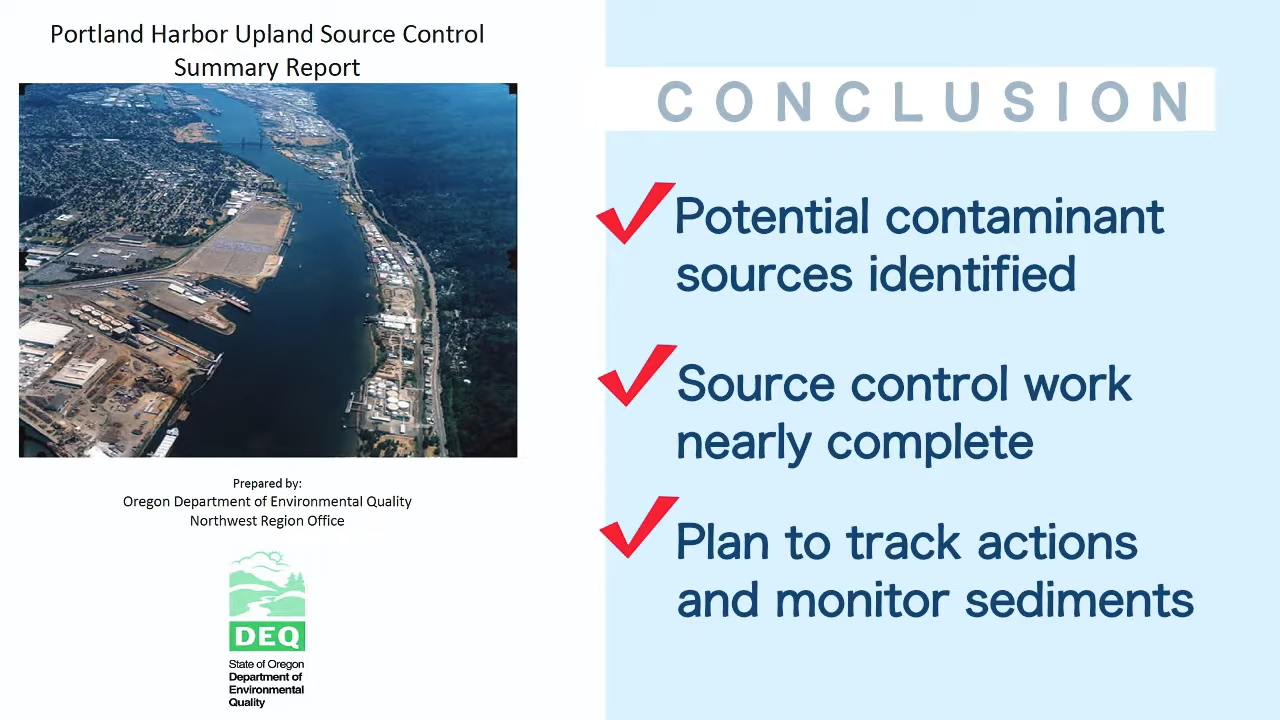 Portland Harbor Upland Source Control
Summary Report
Prepared by:
Oregon Department of Environmental Quality
Northwest Region Office
DEQ
State of Oregon
Department of
Environmental
Quality
CONCLUSION
Potential contaminant
sources identified
Source control work
nearly complete
Plan to track actions
and monitor sediments